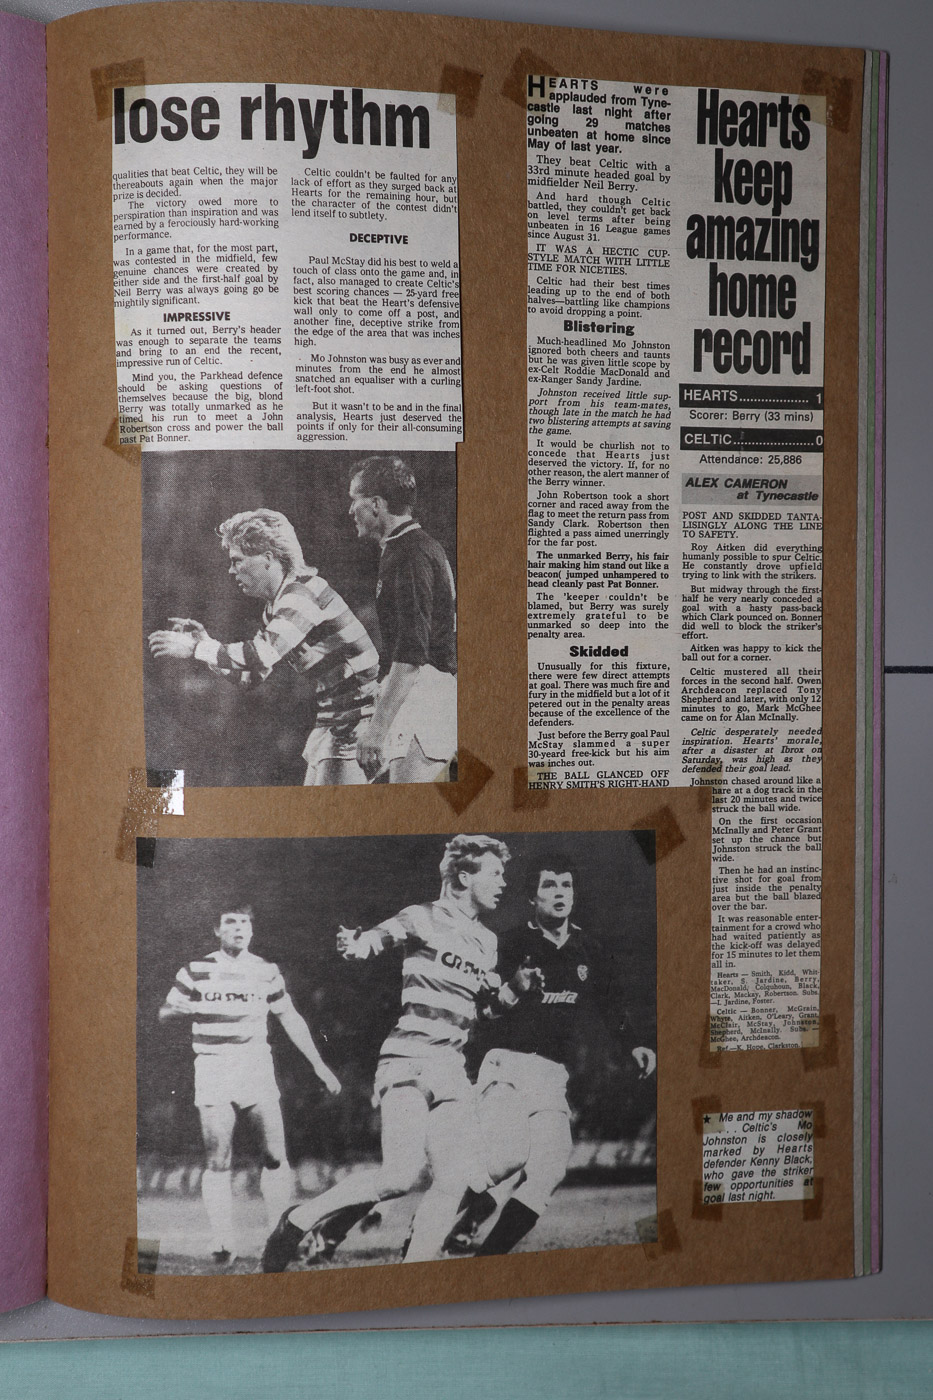 lose rhythm
qualities that beat Celtic, they will be
thereabouts again when the major
prize is decided.
The victory owed more to
perspiration than inspiration and was
earned by a ferociously hard-working
performance.
In a game that, for the most part,
was contested in the midfield, few
genuine chances were created by
either side and the first-half goal by
Neil Berry was always going go be
mightily significant.
IMPRESSIVE
As it turned out, Berry's header
was enough to separate the teams
and bring to an end the recent,
impressive run of Celtic.
Mind you, the Parkhead defence
should be asking questions of
themselves because the big, blond
Berry was totally unmarked as he
timed his run to meet a John
Robertson cross and power the ball
past Pat Bonner.
Celtic couldn't be faulted for any
lack of effort as they surged back at
Hearts for the remaining hour, but
the character of the contest didn't
lend itself to subtlety.
DECEPTIVE
Paul McStay did his best to weld a
touch of class onto the game and, in
fact, also managed to create Celtic's
best scoring chances — 25-yard free
kick that beat the Heart's defensive
wall only to come off a post, and
another fine, deceptive strike from
the edge of the area that was inches
high.
Mo Johnston was busy as ever and
minutes from the end he almost
snatched an equaliser with a curling
left-foot shot.
But it wasn't to be and in the final
analysis, Hearts just deserved the
points if only for their all-consuming
aggression.
HEARTS were
applauded from Tyne-
castle last night after
going 29 matches
unbeaten at home since
May of last year.
They beat Celtic with a
33rd minute headed goal by
midfielder Neil Berry.
And hard though Celtic
battled, they couldn't get back
on level terms after being
unbeaten in 16 League games
since August 31.
IT WAS A HECTIC CUP-
STYLE MATCH WITH LITTLE
TIME FOR NICETIES.
Celtic had their best times
leading up to the end of both
halves—battling like champions
to avoid dropping a point.
Blistering
Much-headlined Mo Johnston
ignored both cheers and taunts
but he was given little scope by
ex-Celt Roddie MacDonald and
ex-Ranger Sandy Jardine.
Johnston received little sup-
port from his team-mates,
though late in the match he had
two blistering attempts at saving
the game.
It would be churlish not to
concede that Hearts just
deserved the victory. If, for no
other reason, the alert manner of
the Berry winner.
John Robertson took a short
corner and raced away from the
flag to meet the return pass from
Sandy Clark. Robertson then
flighted a pass aimed unerringly
for the far post.
The unmarked Berry, his fair
hair making him stand out like a
beacon( jumped unhampered to
head cleanly past Pat Bonner.
The 'keeper couldn't be
blamed, but Berry was surely
extremely grateful to be
unmarked so deep into the
penalty area.
Skidded
Unusually for this fixture,
there were few direct attempts
at goal. There was much fire and
fury in the midfield but a lot of it
petered out in the penalty areas
because of the excellence of the
defenders.
Just before the Berry goal Paul
McStay slammed a super
30-yeard free-kick but his aim
was inches out.
THE BALL GLANCED OFF
HENRY SMITH'S RIGHT-HAND
Hearts
keep
amazing
home
record
HEARTS................... 1
Scorer: Berry (33 mins)
CELTIC......................0
Attendance: 25,886
ALEX CAMERON
at Tynecastle
POST AND SKIDDED TANTA-
LISINGLY ALONG THE LINE
TO SAFETY.
Roy Aitken did everything
humanly possible to spur Celtic.
He constantly drove upfield
trying to link with the strikers.
But midway through the first-
half he very nearly conceded a
goal with a hasty pass-back
which Clark pounced on. Bonner
did well to block the striker's
effort.
Aitken was happy to kick the
ball out for a corner.
Celtic mustered all their
forces in the second half. Owen
Archdeacon replaced Tony
Shepherd and later, with only 12
minutes to go, Mark McGhee
came on for Alan McInally.
Celtic desperately needed
inspiration. Hearts' morale,
after a disaster at Ibrox on
Saturday, was high as they
defended their goal lead.
Johnston chased around like a
hare at a dog track in the
last 20 minutes and twice
struck the ball wide.
On the first occasion
McInally and Peter Grant
set up the chance but
Johnston struck the ball
wide.
Then he had an instinc-
tive shot for goal from
just inside the penalty
area but the ball blazed
over the bar.
It was reasonable enter-
tainment for a crowd who
had waited patiently as
the kick-off was delayed
for 15 minutes to let them
all in.
Hearts — Smith, Kidd, Whit-
taker, S. Jardine, Berry,
MacDonald, Colquhoun, Black,
Clark, Mackay, Robertson. Subs.
—I. Jardine, Foster.
Celtic — Bonner, McGrain,
Whyte, Aitken, O'Leary, Grant,
McClair, McStay, Johnston,
Shepherd, McInally. Subs. —
McGhee, Archdeacon.
Ref.—K. Hope, Clarkston.
mita
★ Me and my shadow
. . . Celtic's Mo
Johnston is closely
marked by Hearts
defender Kenny Black,
who gave the striker
few opportunities at
goal last night.